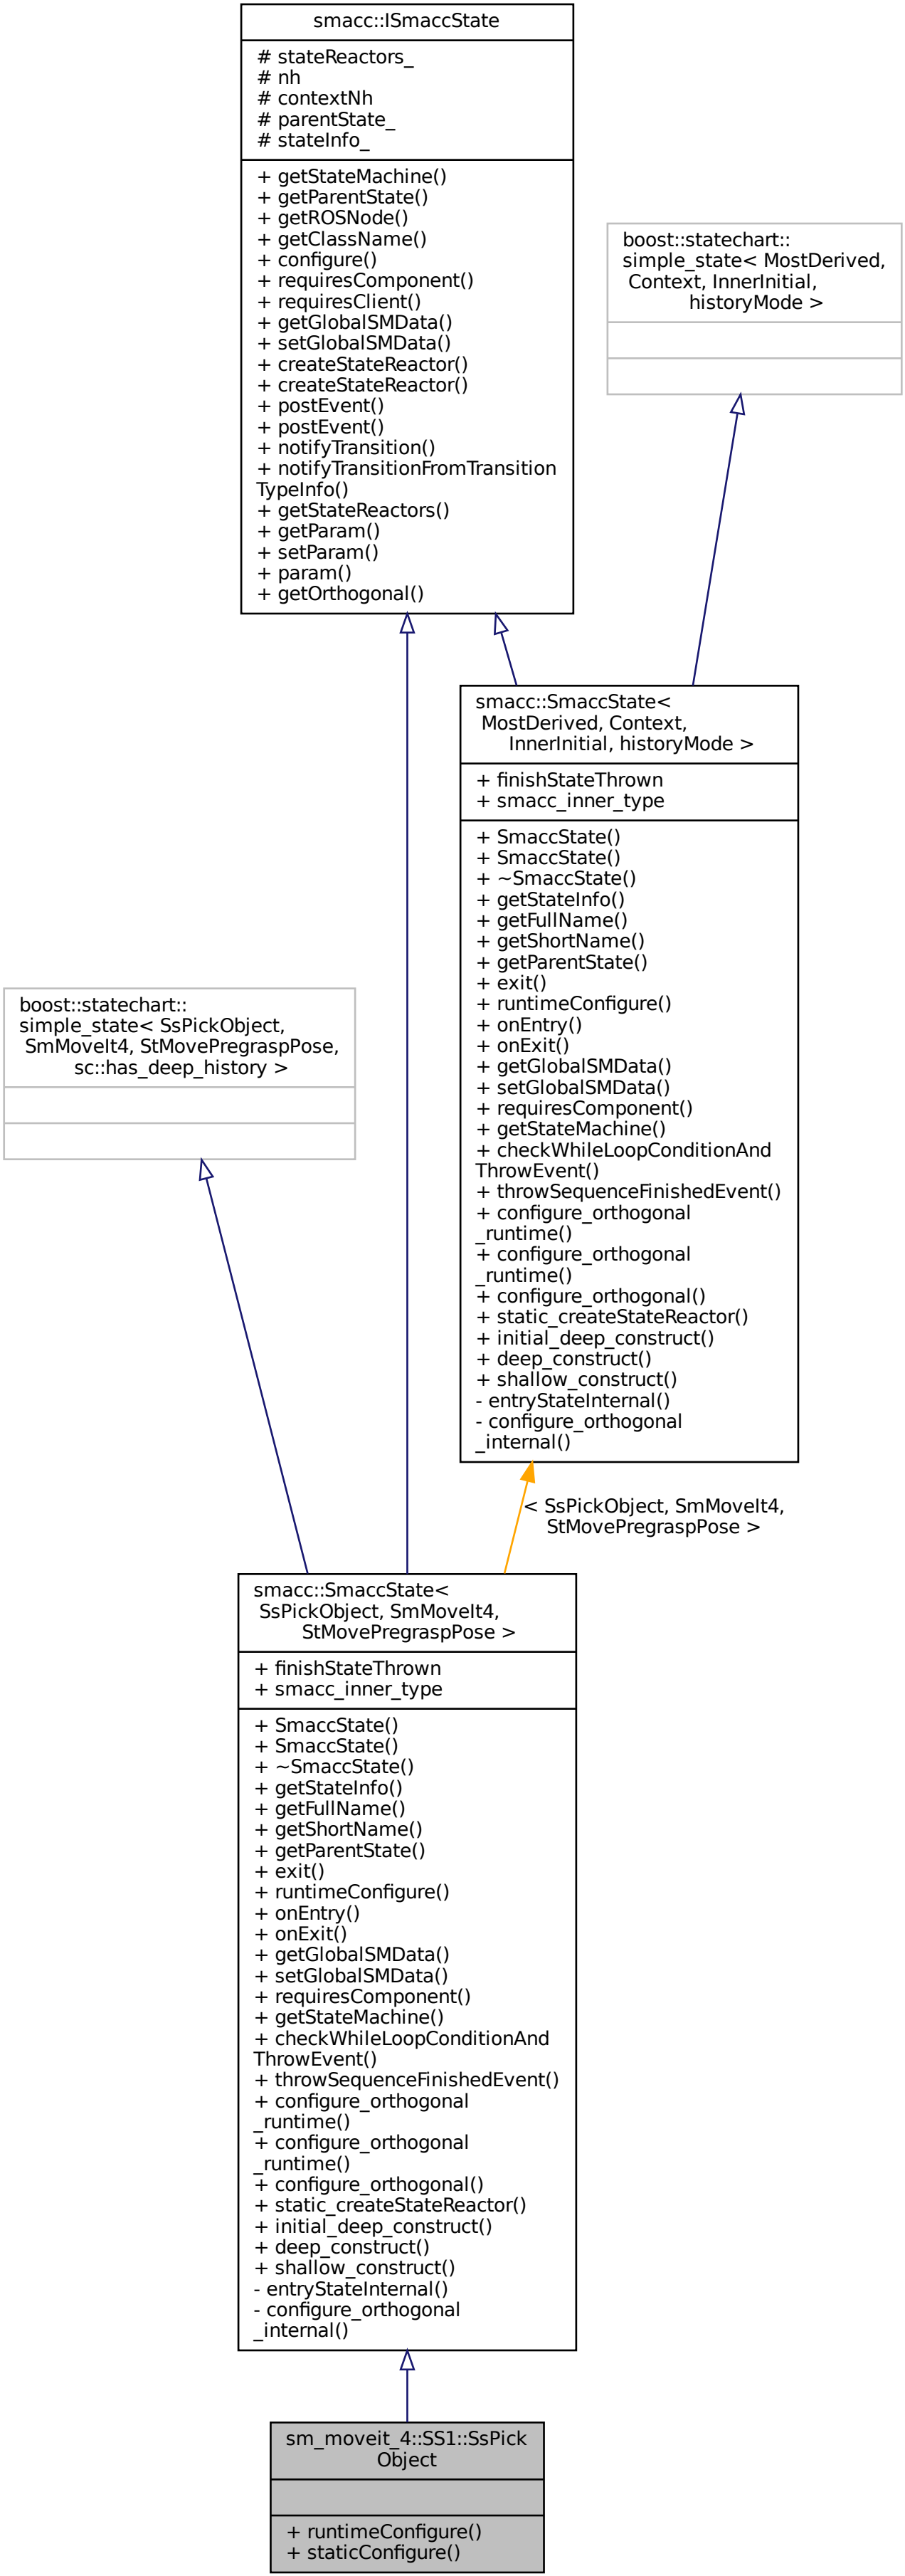 smacc::ISmaccState
# stateReactors_
# nh
# contextNh
# parentState_
# stateInfo_
+ getStateMachine()
+ getParentState()
+ getROSNode()
+ getClassName()
+ configure()
+ requiresComponent()
+ requiresClient()
+ getGlobalSMData()
+ setGlobalSMData()
+ createStateReactor()
+ createStateReactor()
+ postEvent()
+ postEvent()
+ notifyTransition()
+ notifyTransitionFromTransition
TypeInfo()
+ getStateReactors()
+ getParam()
+ setParam()
+ param()
+ getOrthogonal()
boost::statechart::
simple_state< MostDerived,
Context, InnerInitial,
historyMode >
smacc::SmaccState<
MostDerived, Context,
InnerInitial, historyMode >
+ finishStateThrown
+ smacc_inner_type
+ SmaccState()
+ SmaccState()
+ ~SmaccState()
+ getStateInfo()
+ getFullName()
+ getShortName()
+ getParentState()
+ exit()
+ runtimeConfigure()
+ onEntry()
+ onExit()
+ getGlobalSMData()
+ setGlobalSMData()
+ requiresComponent()
+ getStateMachine()
+ checkWhileLoopConditionAnd
ThrowEvent()
+ throwSequenceFinishedEvent()
+ configure_orthogonal
_runtime()
+ configure_orthogonal
_runtime()
+ configure_orthogonal()
+ static_createStateReactor()
+ initial_deep_construct()
+ deep_construct()
+ shallow_construct()
- entryStateInternal()
- configure_orthogonal
_internal()
boost::statechart::
simple_state< SsPickObject,
SmMoveIt4, StMovePregraspPose,
sc::has_deep_history >
< SsPickObject, SmMoveIt4,
StMovePregraspPose >
smacc::SmaccState<
SsPickObject, SmMoveIt4,
StMovePregraspPose >
+ finishStateThrown
+ smacc_inner_type
+ SmaccState()
+ SmaccState()
+ ~SmaccState()
+ getStateInfo()
+ getFullName()
+ getShortName()
+ getParentState()
+ exit()
+ runtimeConfigure()
+ onEntry()
+ onExit()
+ getGlobalSMData()
+ setGlobalSMData()
+ requiresComponent()
+ getStateMachine()
+ checkWhileLoopConditionAnd
ThrowEvent()
+ throwSequenceFinishedEvent()
+ configure_orthogonal
_runtime()
+ configure_orthogonal
_runtime()
+ configure_orthogonal()
+ static_createStateReactor()
+ initial_deep_construct()
+ deep_construct()
+ shallow_construct()
- entryStateInternal()
- configure_orthogonal
_internal()
sm_moveit_4::SS1::SsPick
Object
+ runtimeConfigure()
+ staticConfigure()